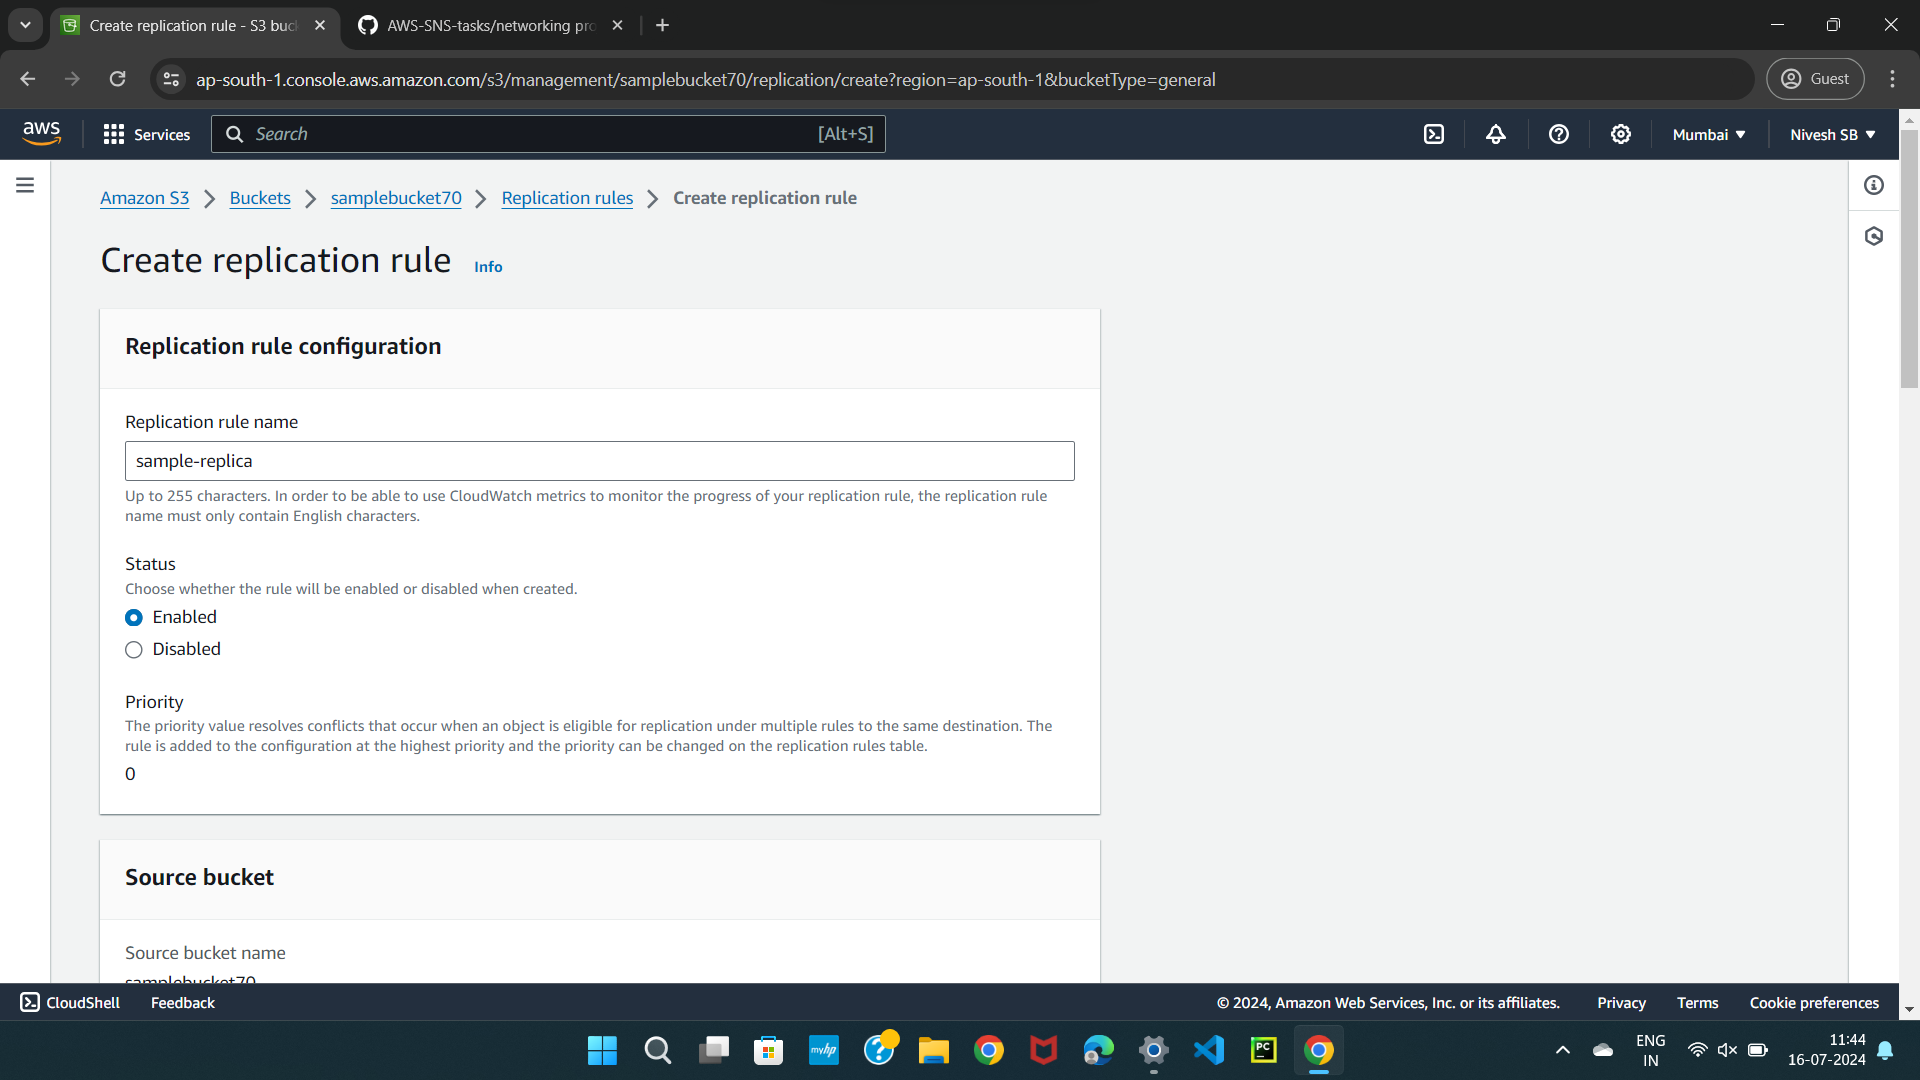 Create replication rule - S3 buc
AWS-SNS-tasks/networking pro
ap-south-1.console.aws.amazon.com/s3/management/samplebucket70/replication/create?region=ap-south-1&bucketType=general
Guest
aws
Services
Search
[Alt+S]
Mumbai
Nivesh SB
Amazon S3
Buckets
samplebucket70
Replication rules
Create replication rule
Create replication rule
Info
Replication rule configuration
Replication rule name
sample-replica
Up to 255 characters. In order to be able to use CloudWatch metrics to monitor the progress of your replication rule, the replication rule
name must only contain English characters.
Status
Choose whether the rule will be enabled or disabled when created.
Enabled
Disabled
Priority
The priority value resolves conflicts that occur when an object is eligible for replication under multiple rules to the same destination. The
rule is added to the configuration at the highest priority and the priority can be changed on the replication rules table.
0
Source bucket
Source bucket name
samplebucket70
CloudShell
Feedback
© 2024, Amazon Web Services, Inc. or its affiliates.
Privacy
Terms
Cookie preferences
myhp
PC
ENG
IN
11:44
16-07-2024